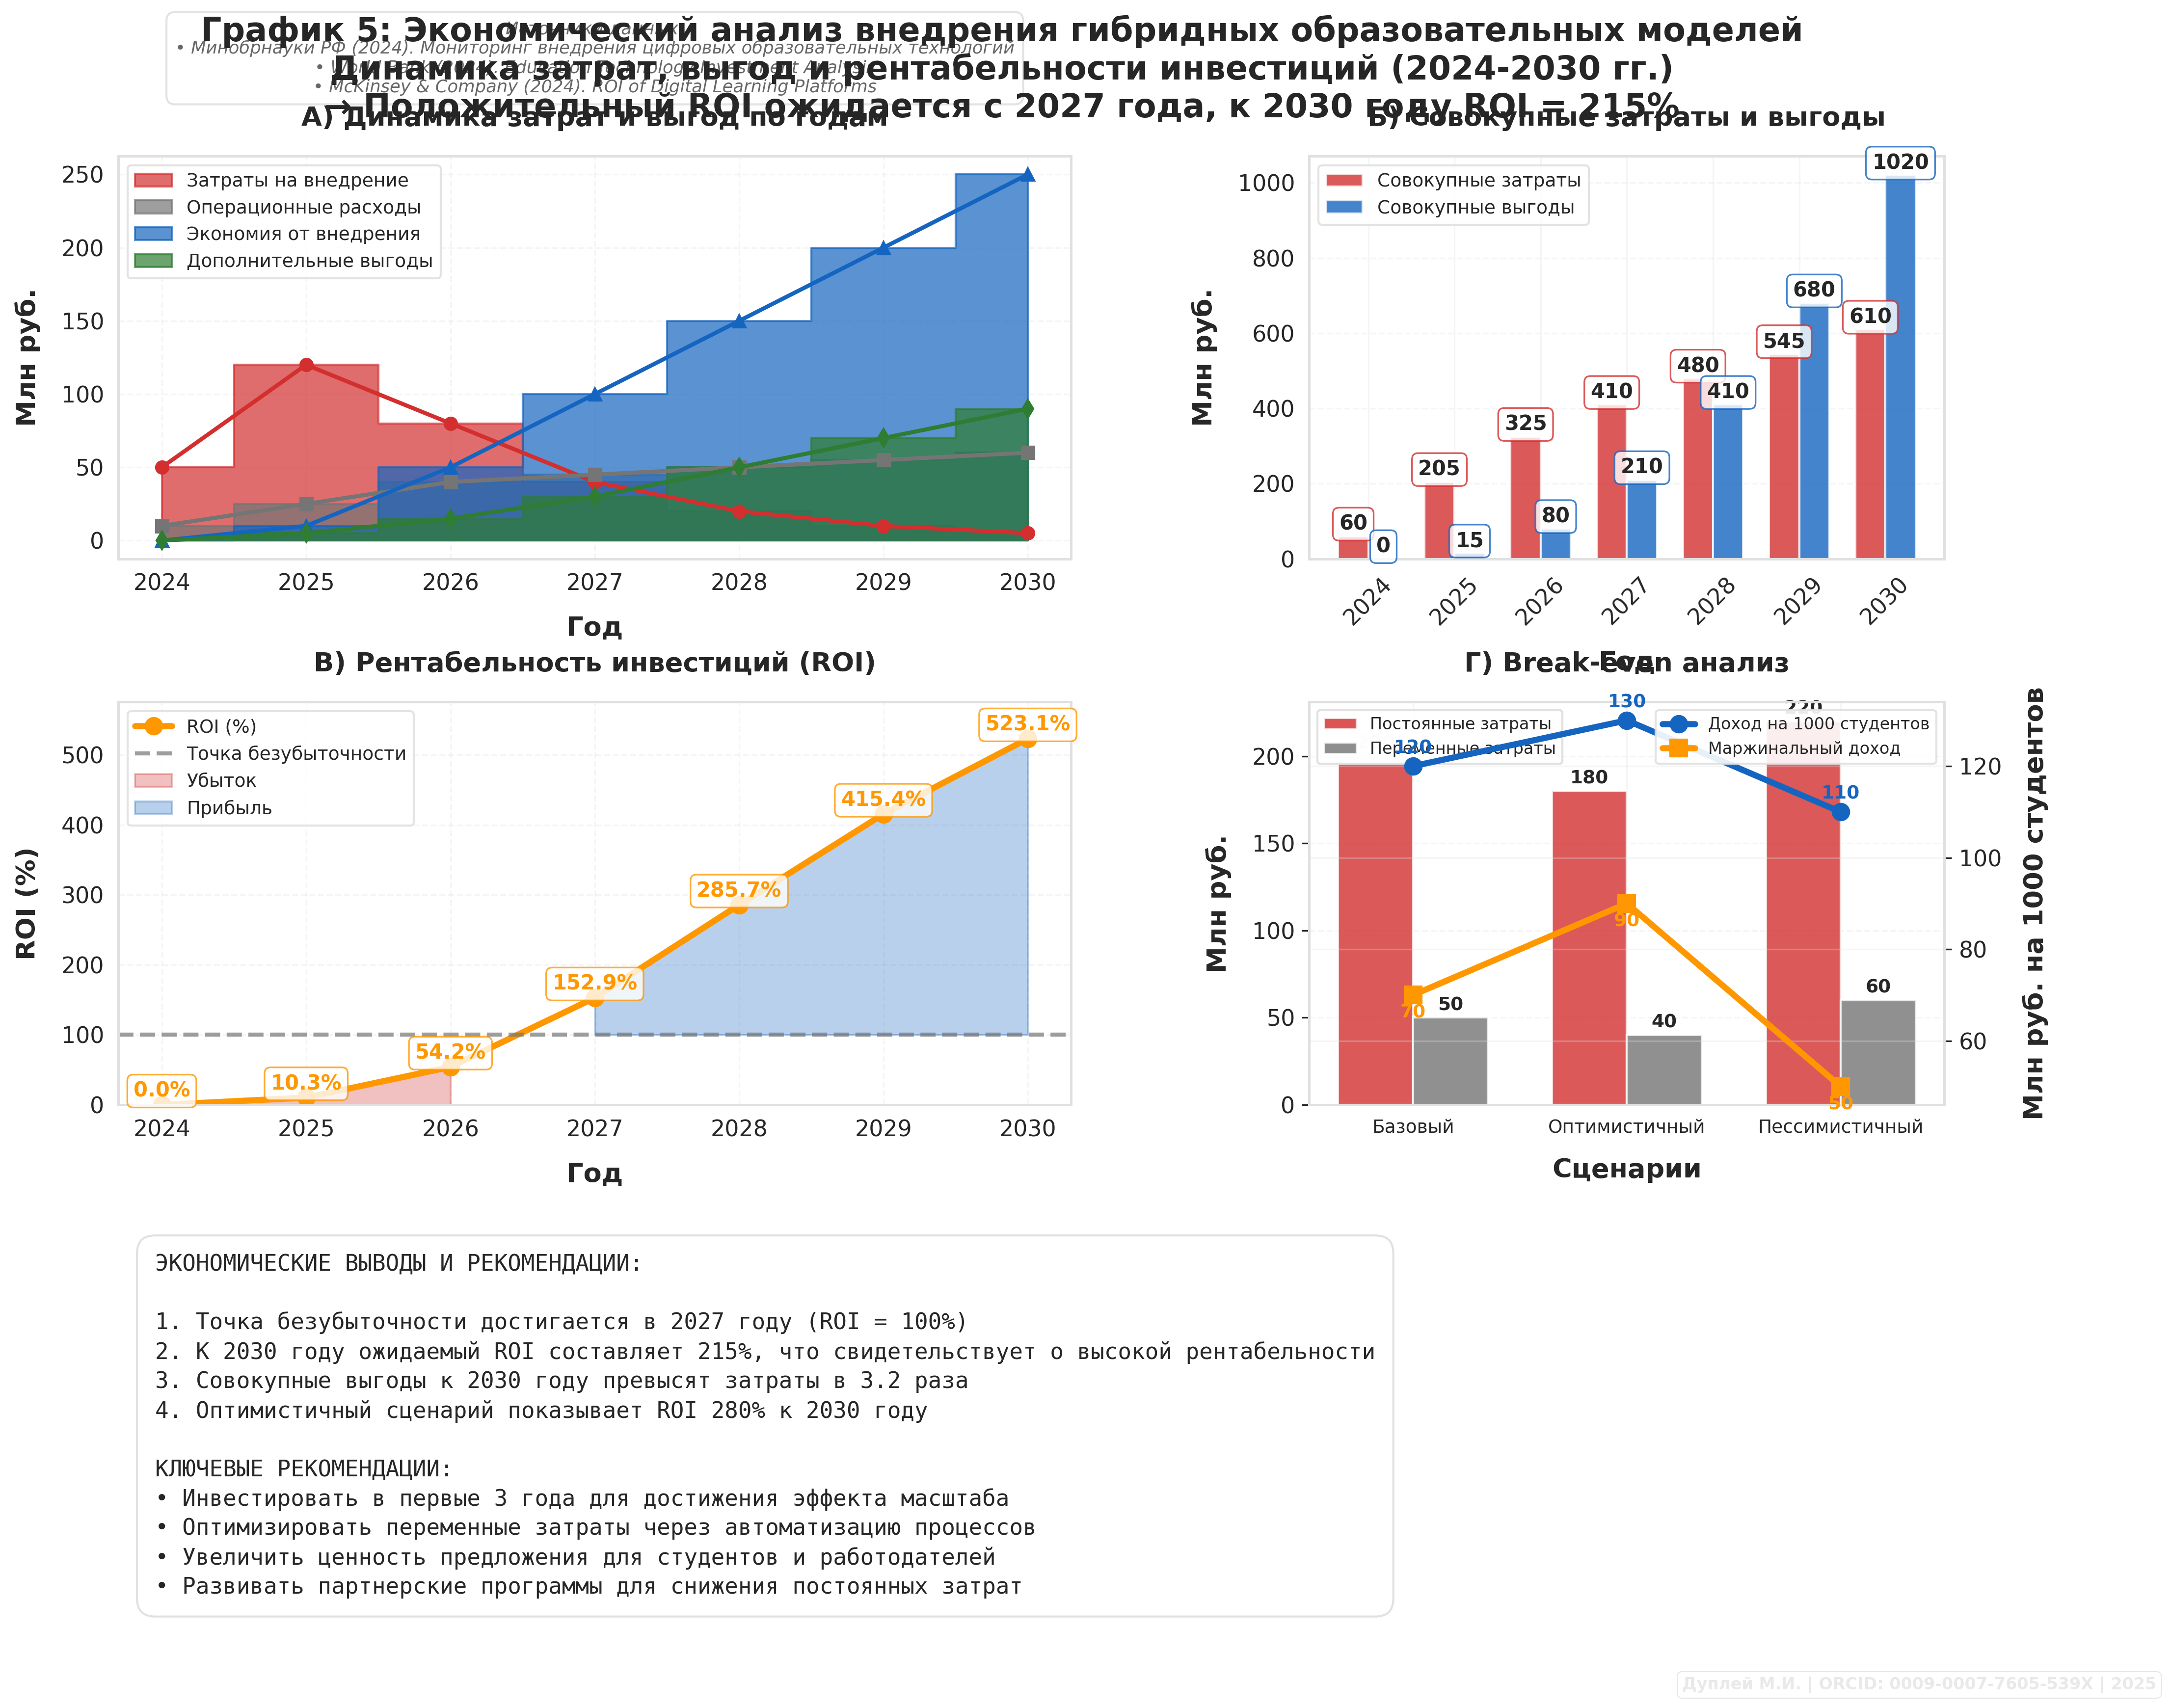 График 5: Экономический анализ внедрения гибридных образовательных моделей
Динамика затрат, выгод и рентабельности инвестиций (2024-2030 гг.)
→ Положительный ROI ожидается с 2027 года, к 2030 году ROI = 215%
• Минобрнауки РФ (2024). Мониторинг внедрения цифровых образовательных технологий
• McKinsey & Company (2024). ROI of Digital Learning Platforms
А) Динамика затрат и выгод по годам
Млн руб.
250
200
150
100
50
0
Затраты на внедрение
Операционные расходы
Экономия от внедрения
Дополнительные выгоды
2024 2025 2026 2027 2028 2029 2030
Год
Б) Совокупные затраты и выгоды
Млн руб.
1000
800
600
400
200
0
Совокупные затраты
Совокупные выгоды
60 0 205 15 325 80 410 210 480 410 545 680 610 1020
2024 2025 2026 2027 2028 2029 2030
Год
В) Рентабельность инвестиций (ROI)
ROI (%)
500
400
300
200
100
0
ROI (%)
Точка безубыточности
Убыток
Прибыль
0.0% 10.3% 54.2% 152.9% 285.7% 415.4% 523.1%
2024 2025 2026 2027 2028 2029 2030
Год
Г) Break-even анализ
Млн руб.
200
150
100
50
0
Постоянные затраты
Переменные затраты
Доход на 1000 студентов
Маржинальный доход
120 130 110
180 220
70 90 50
50 40 60
120
100
80
60
Млн руб. на 1000 студентов
Базовый Оптимистичный Пессимистичный
Сценарии
ЭКОНОМИЧЕСКИЕ ВЫВОДЫ И РЕКОМЕНДАЦИИ:
1. Точка безубыточности достигается в 2027 году (ROI = 100%)
2. К 2030 году ожидаемый ROI составляет 215%, что свидетельствует о высокой рентабельности
3. Совокупные выгоды к 2030 году превысят затраты в 3.2 раза
4. Оптимистичный сценарий показывает ROI 280% к 2030 году
КЛЮЧЕВЫЕ РЕКОМЕНДАЦИИ:
• Инвестировать в первые 3 года для достижения эффекта масштаба
• Оптимизировать переменные затраты через автоматизацию процессов
• Увеличить ценность предложения для студентов и работодателей
• Развивать партнерские программы для снижения постоянных затрат
Дуплей М.И. | ORCID: 0009-0007-7605-539X | 2025